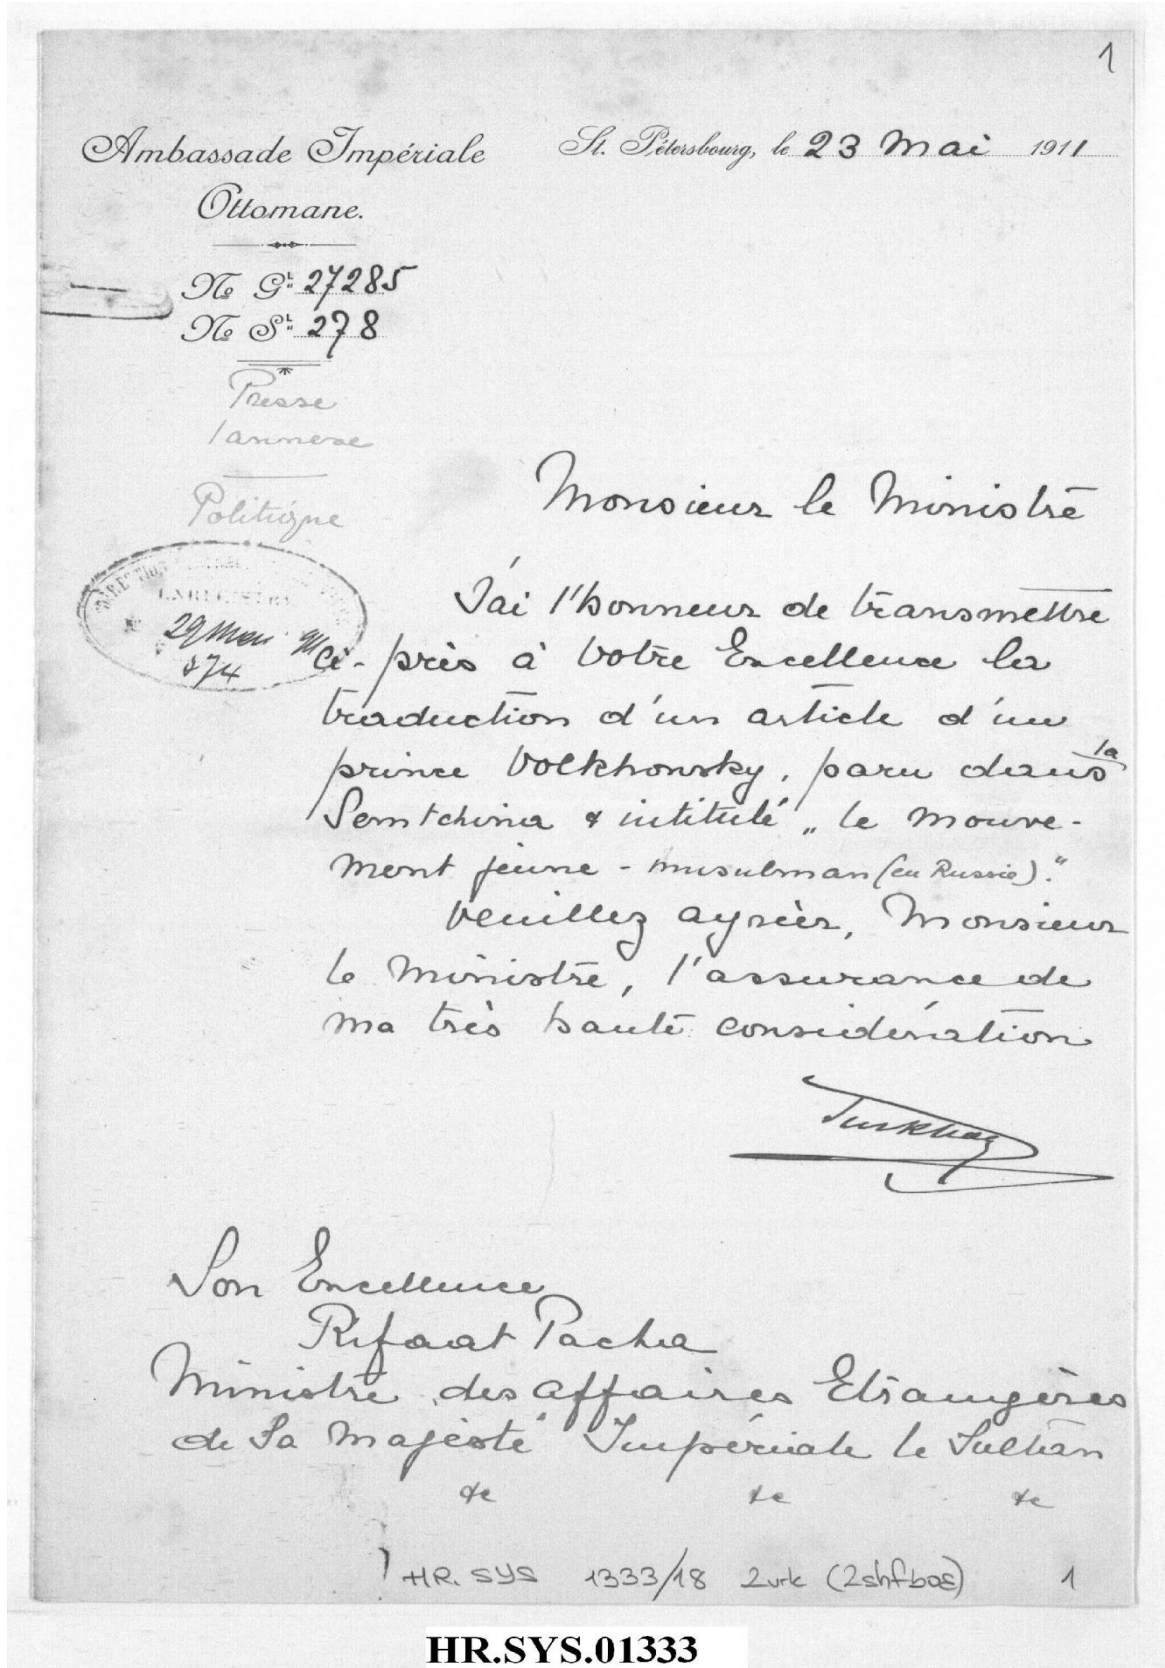 1
Ambassade Impériale
Ottomane.
St. Pétersbourg, le 23 Mai 1911
No Gl. 27285
No Sl. 278
Presse
1 annexe
Politique
ENREGISTRÉ
29 Mai
374
Monsieur le Ministre
J'ai l'honneur de transmettre
ci-près à Votre Excellence la
traduction d'un article d'un
prince Volkhonsky, paru dans la
Semtchina & intitulé „le mouve-
ment jeune-musulman (en Russie)."
Veuillez agréer, Monsieur
le Ministre, l'assurance de
ma très haute considération
Turkhan
Son Excellence
Rifaat Pacha
Ministre des affaires Etrangères
de Sa Majesté Impériale le Sultan
&c &c &c
HR. SYS 1333/18 2vrk (2shfboş) 1
HR.SYS.01333